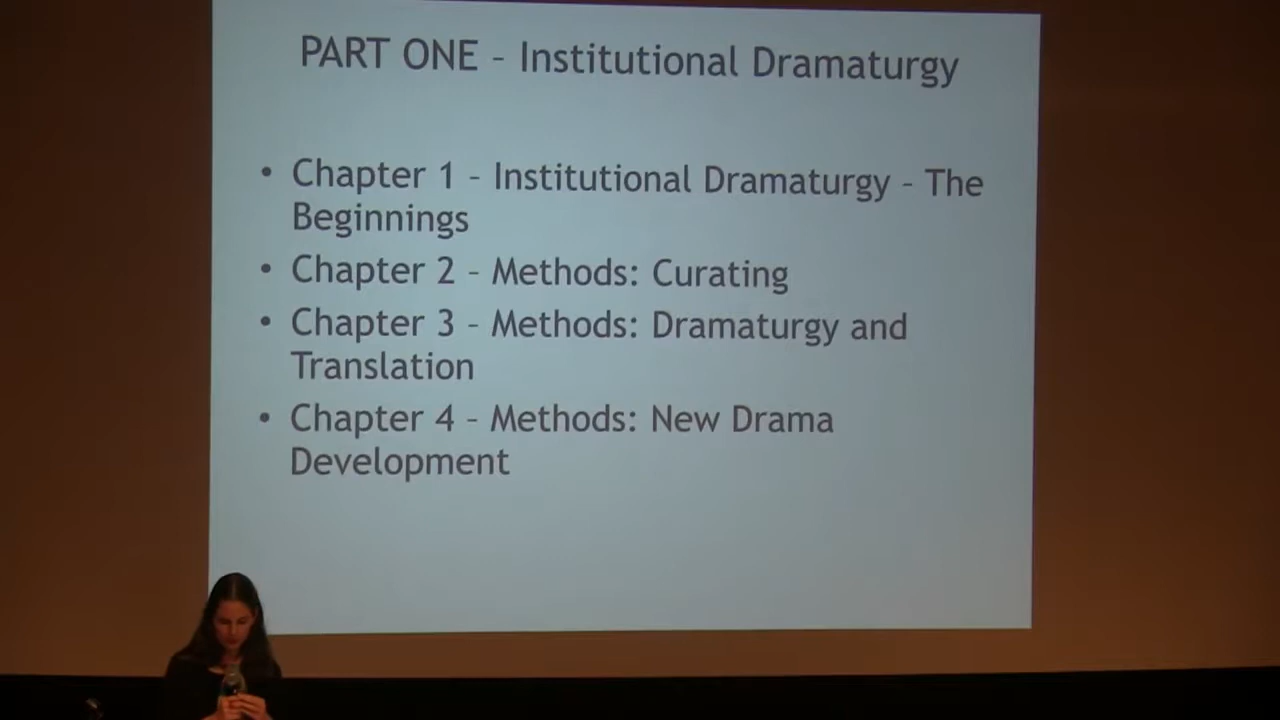 PART ONE – Institutional Dramaturgy
• Chapter 1 – Institutional Dramaturgy – The
Beginnings
• Chapter 2 – Methods: Curating
• Chapter 3 – Methods: Dramaturgy and
Translation
• Chapter 4 – Methods: New Drama
Development